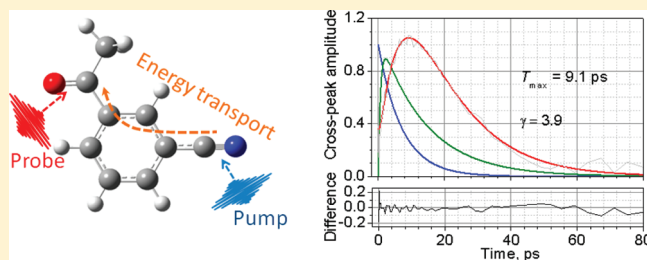 Energy transport
Probe
Pump
Cross-peak amplitude
1.2
0.8
0.4
0.0
Tmax = 9.1 ps
γ = 3.9
Difference
0.2
0.0
-0.2
0 20 40 60 80
Time, ps